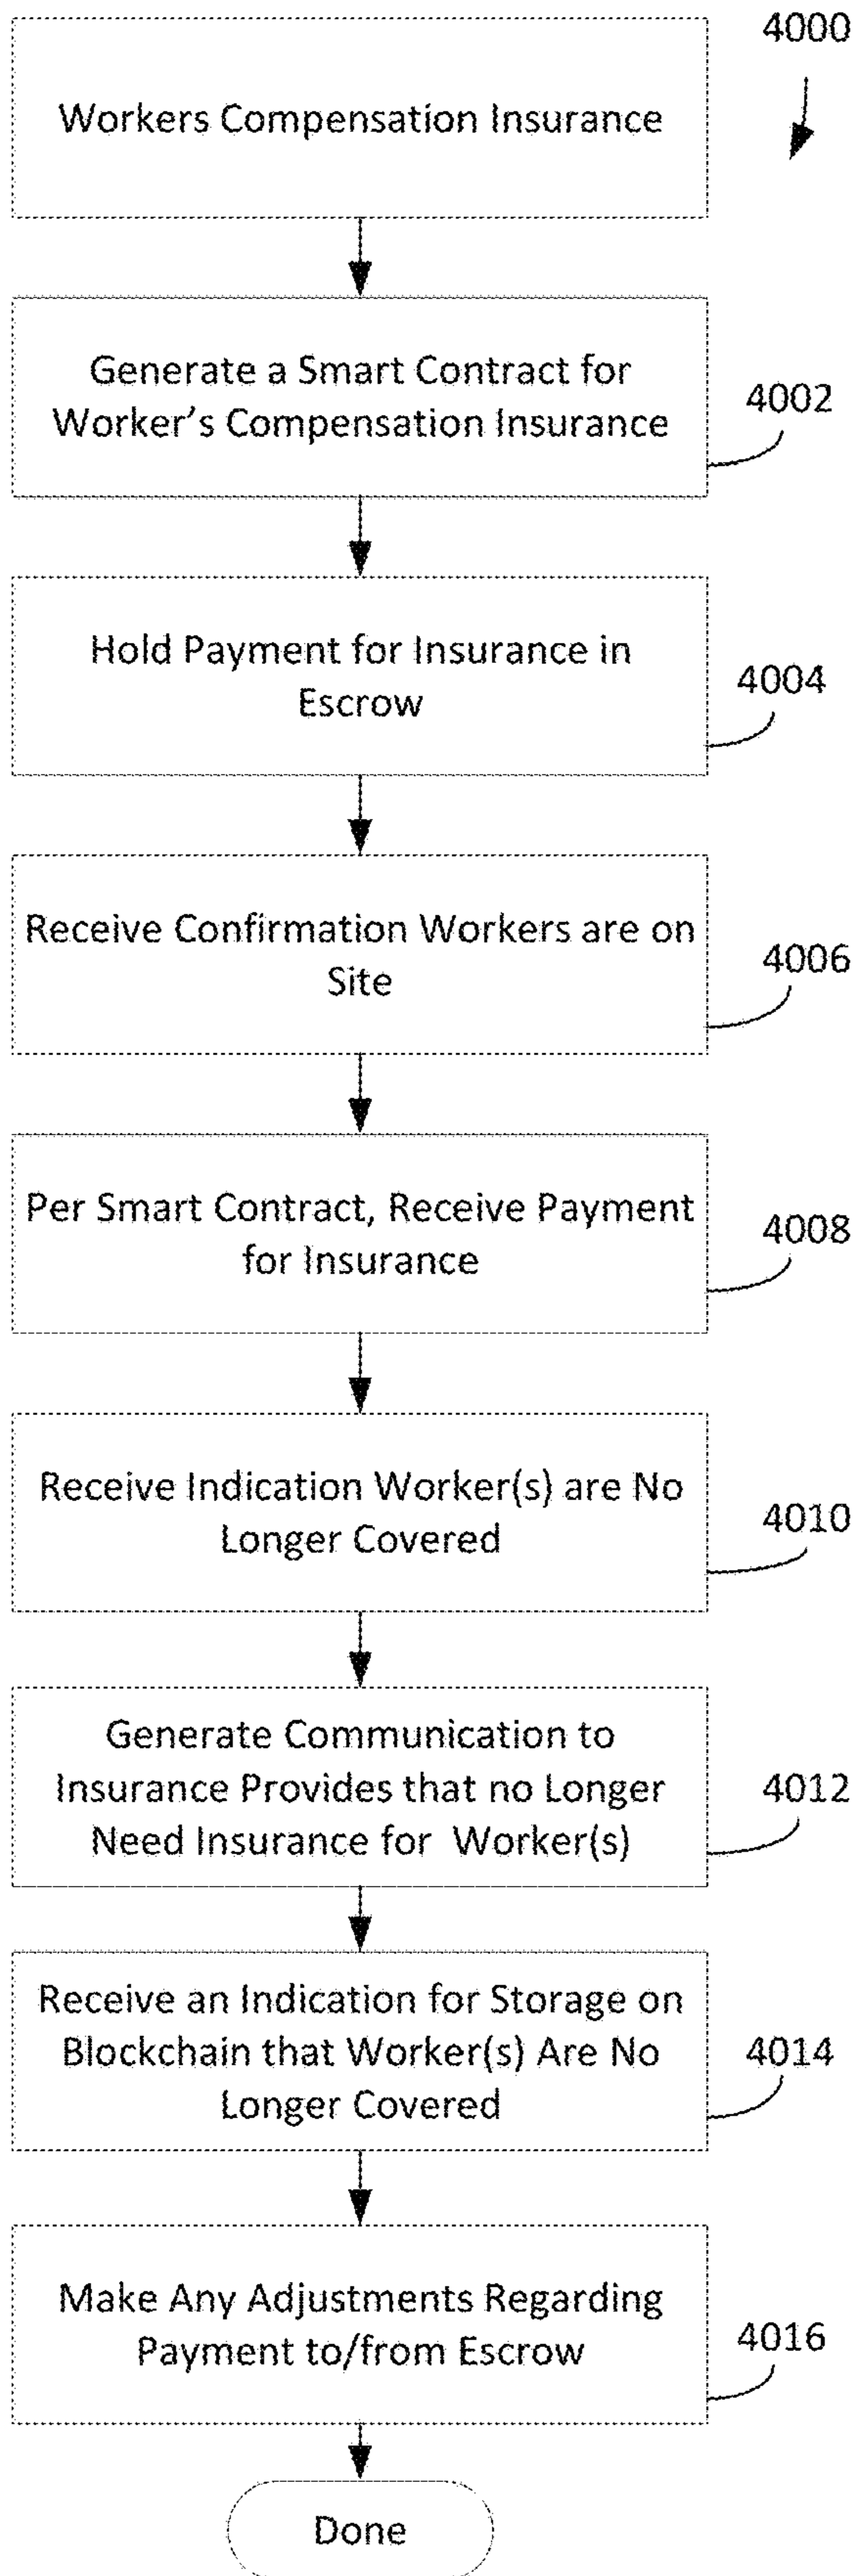 4000
Workers Compensation Insurance
Generate a Smart Contract for
Worker's Compensation Insurance
4002
Hold Payment for Insurance in
Escrow
4004
Receive Confirmation Workers are on
Site
4006
Per Smart Contract, Receive Payment
for Insurance
4008
Receive Indication Worker(s) are No
Longer Covered
4010
Generate Communication to
Insurance Provides that no Longer
Need Insurance for Worker(s)
4012
Receive an Indication for Storage on
Blockchain that Worker(s) Are No
Longer Covered
4014
Make Any Adjustments Regarding
Payment to/from Escrow
4016
Done